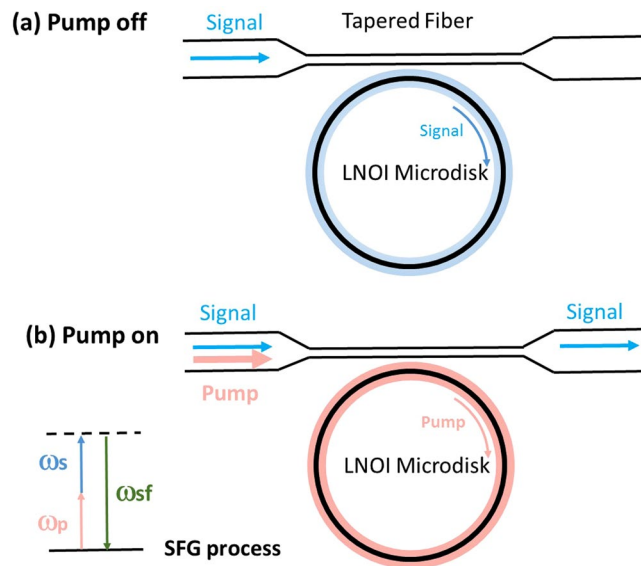 (a) Pump off
Signal
Tapered Fiber
Signal
LNOI Microdisk
(b) Pump on
Signal
Signal
Pump
Pump
LNOI Microdisk
ωs
ωsf
ωp
SFG process